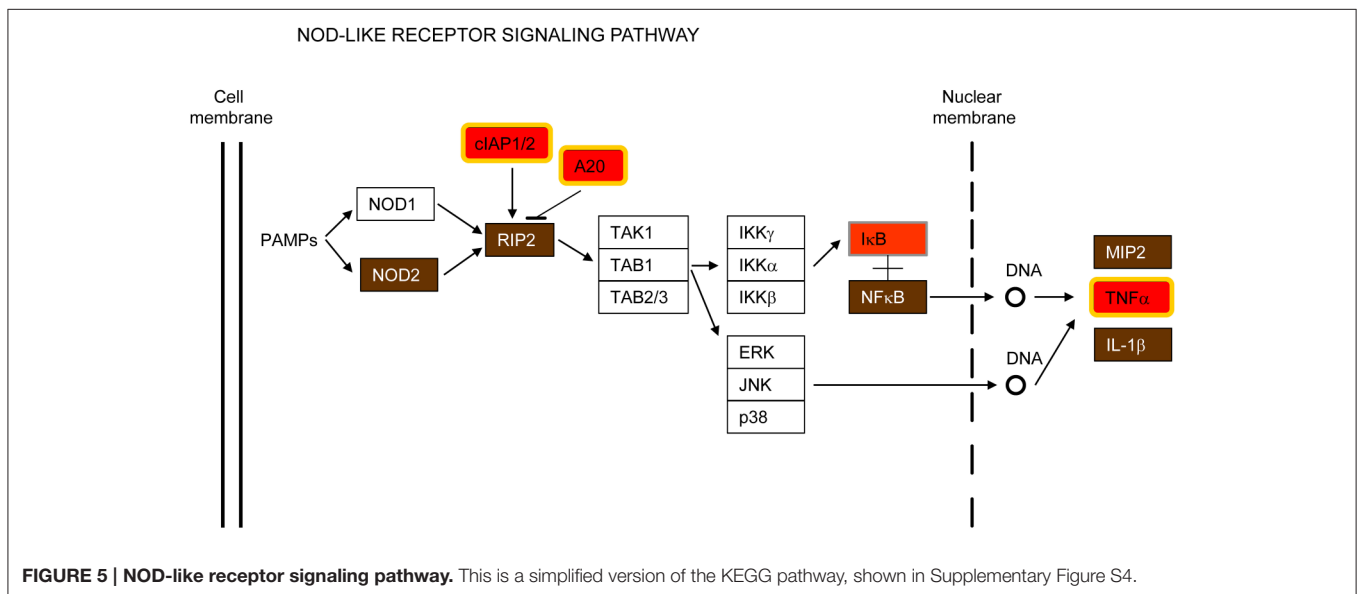 NOD-LIKE RECEPTOR SIGNALING PATHWAY
Cell
membrane
Nuclear
membrane
cIAP1/2
A20
NOD1
PAMPs
RIP2
NOD2
TAK1
TAB1
TAB2/3
IKKγ
IKKα
IKKβ
IκB
NFκB
ERK
JNK
p38
DNA
DNA
MIP2
TNFα
IL-1β
FIGURE 5 | NOD-like receptor signaling pathway. This is a simplified version of the KEGG pathway, shown in Supplementary Figure S4.